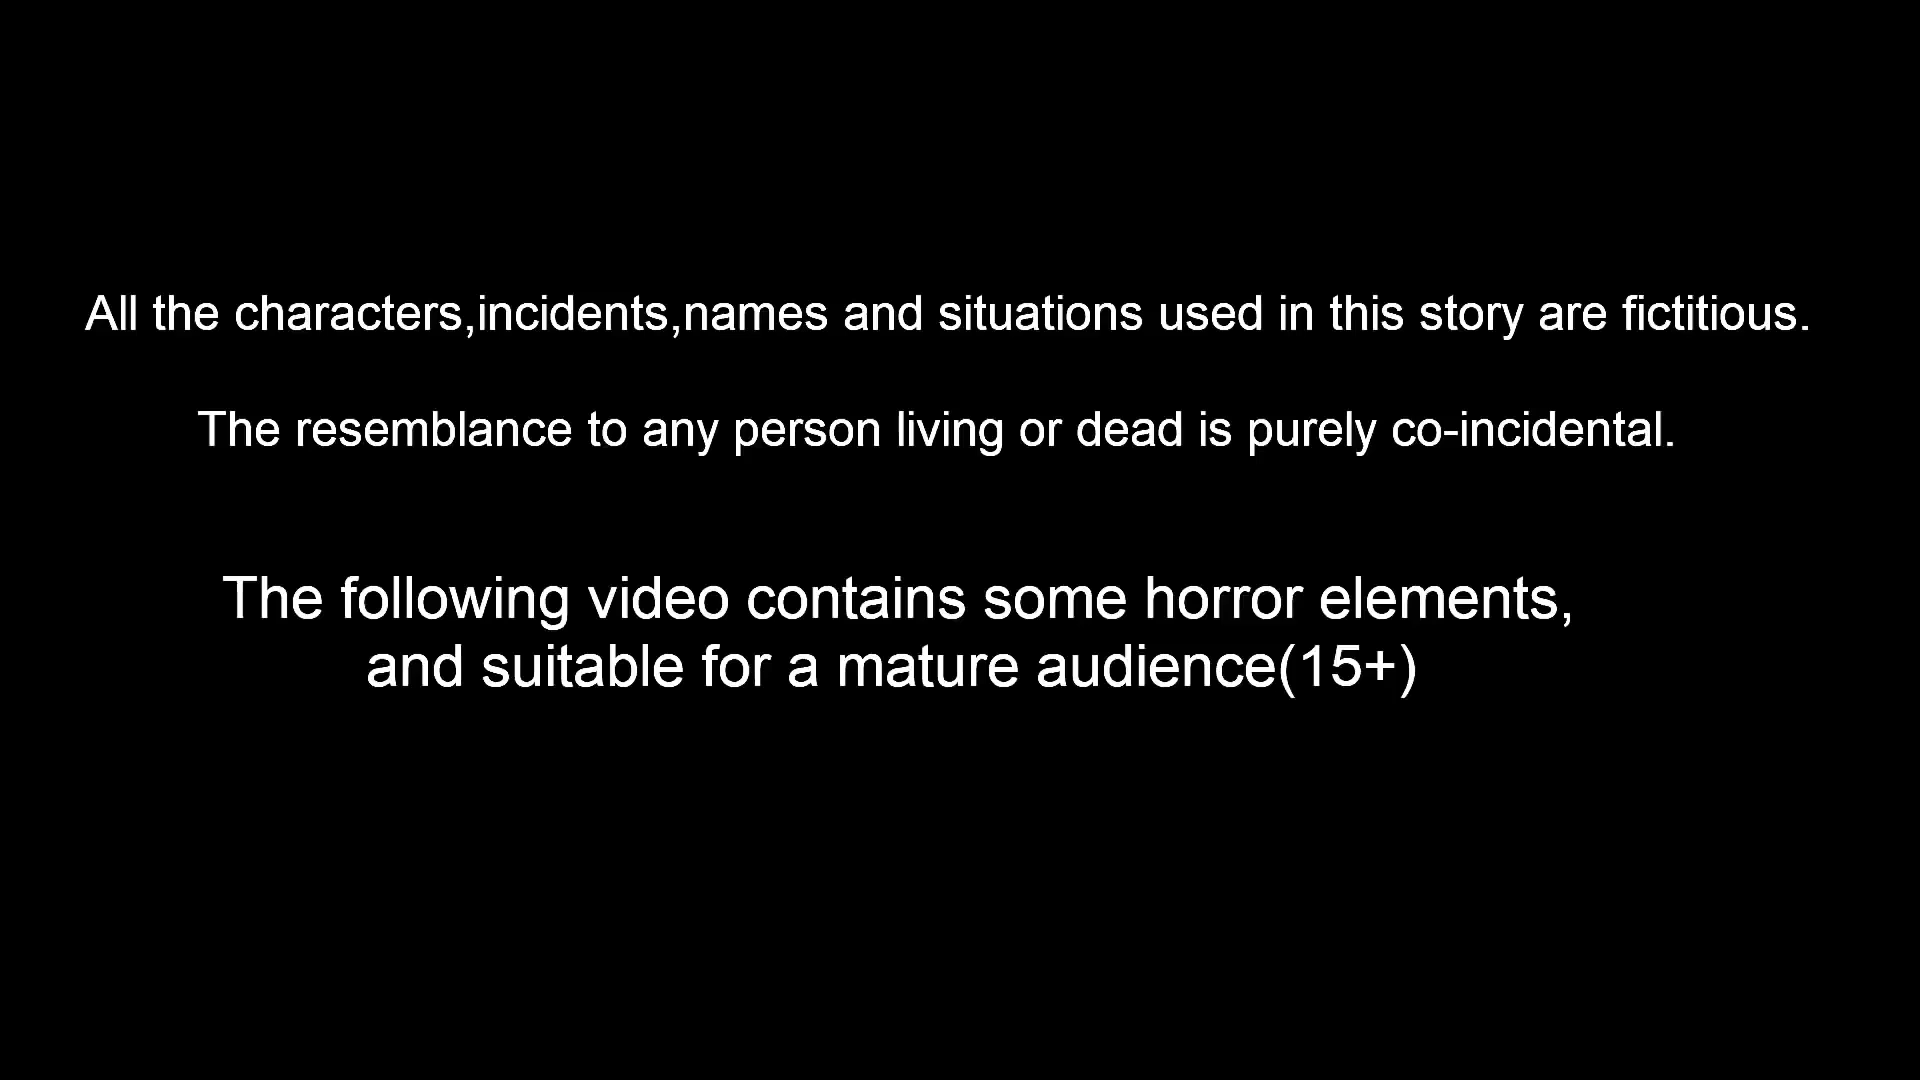 All the characters,incidents,names and situations used in this story are fictitious.
The resemblance to any person living or dead is purely co-incidental.
The following video contains some horror elements,
and suitable for a mature audience(15+)